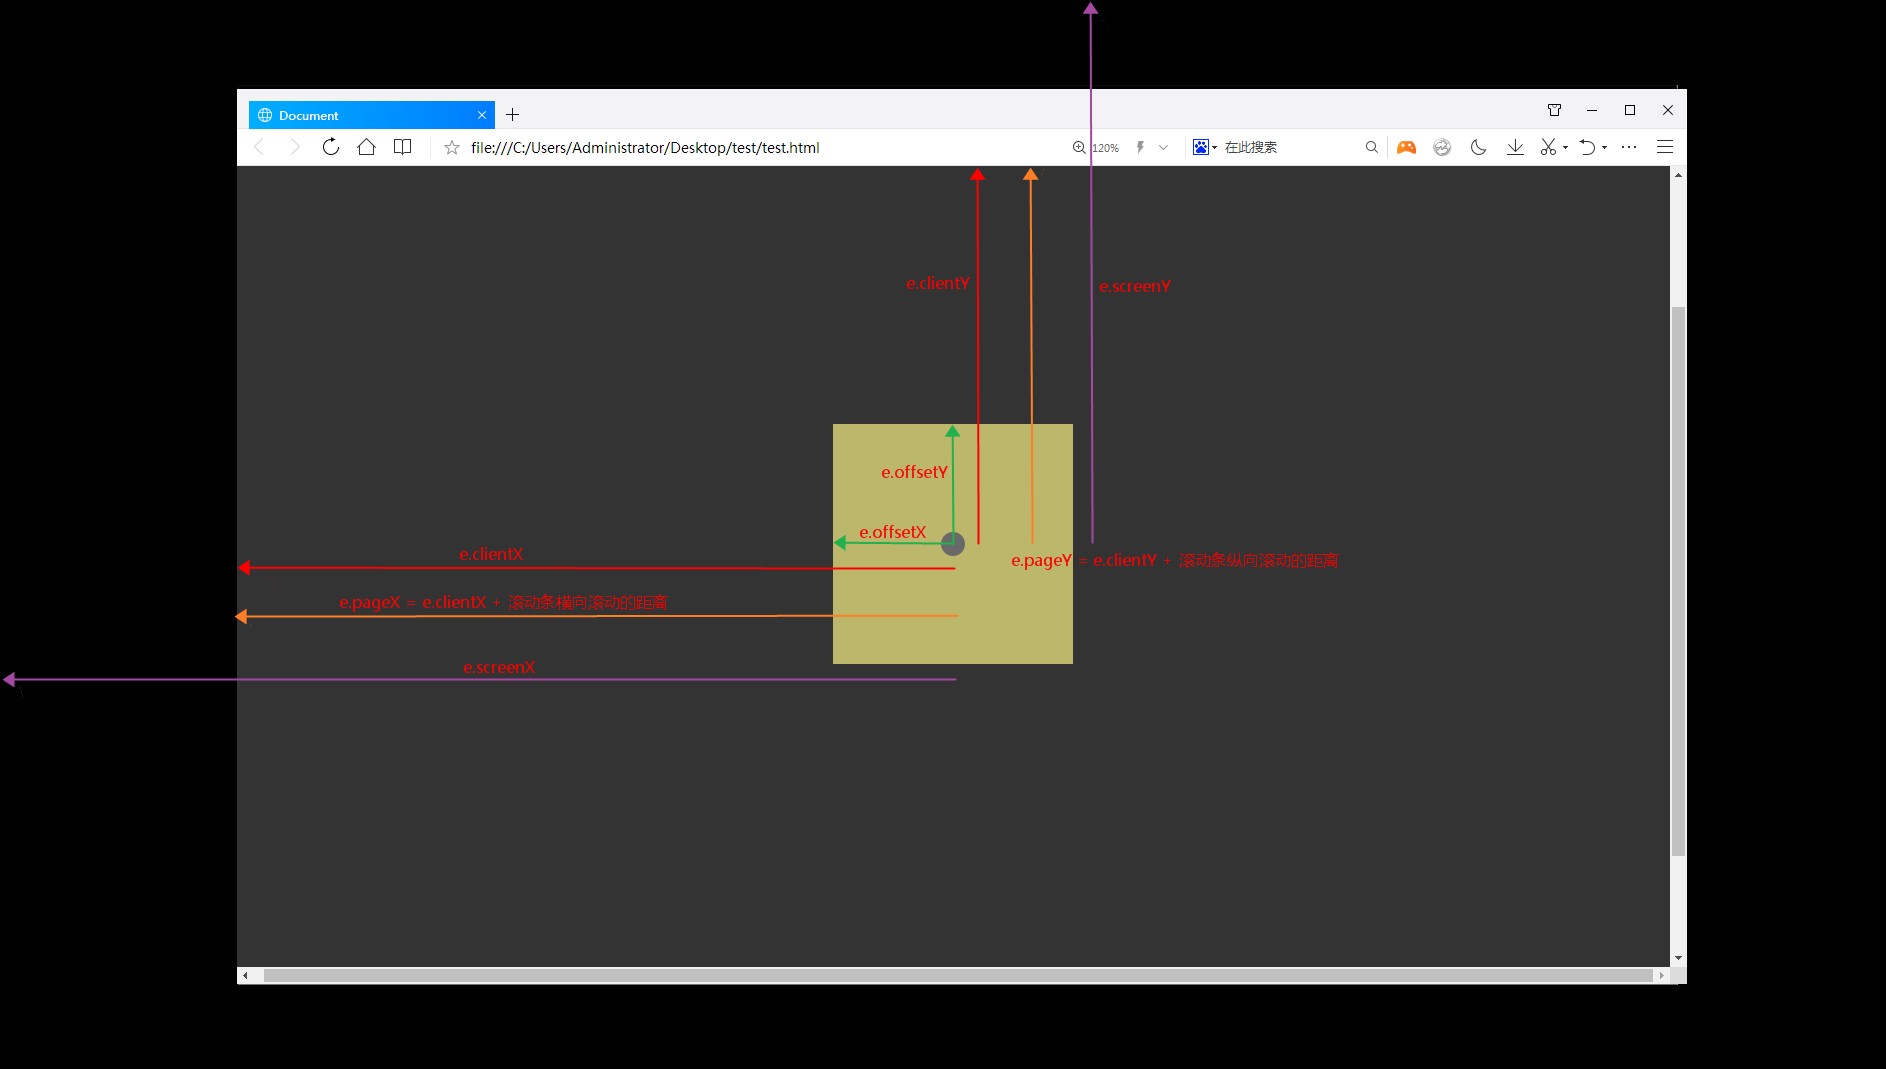 Document
file:///C:/Users/Administrator/Desktop/test/test.html
120%
在此搜索
e.clientY
e.screenY
e.offsetY
e.offsetX
e.clientX
e.pageY = e.clientY + 滚动条纵向滚动的距离
e.pageX = e.clientX + 滚动条横向滚动的距离
e.screenX